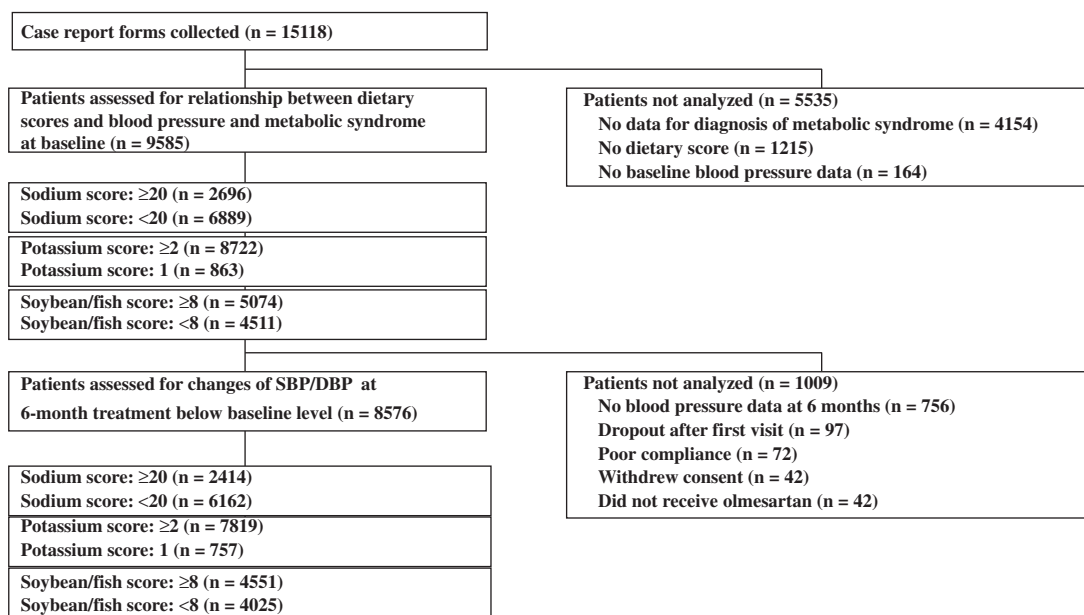 Case report forms collected (n = 15118)
Patients assessed for relationship between dietary
scores and blood pressure and metabolic syndrome
at baseline (n = 9585)
Patients not analyzed (n = 5535)
No data for diagnosis of metabolic syndrome (n = 4154)
No dietary score (n = 1215)
No baseline blood pressure data (n = 164)
Sodium score: ≥20 (n = 2696)
Sodium score: <20 (n = 6889)
Potassium score: ≥2 (n = 8722)
Potassium score: 1 (n = 863)
Soybean/fish score: ≥8 (n = 5074)
Soybean/fish score: <8 (n = 4511)
Patients assessed for changes of SBP/DBP at
6-month treatment below baseline level (n = 8576)
Patients not analyzed (n = 1009)
No blood pressure data at 6 months (n = 756)
Dropout after first visit (n = 97)
Poor compliance (n = 72)
Withdrew consent (n = 42)
Did not receive olmesartan (n = 42)
Sodium score: ≥20 (n = 2414)
Sodium score: <20 (n = 6162)
Potassium score: ≥2 (n = 7819)
Potassium score: 1 (n = 757)
Soybean/fish score: ≥8 (n = 4551)
Soybean/fish score: <8 (n = 4025)